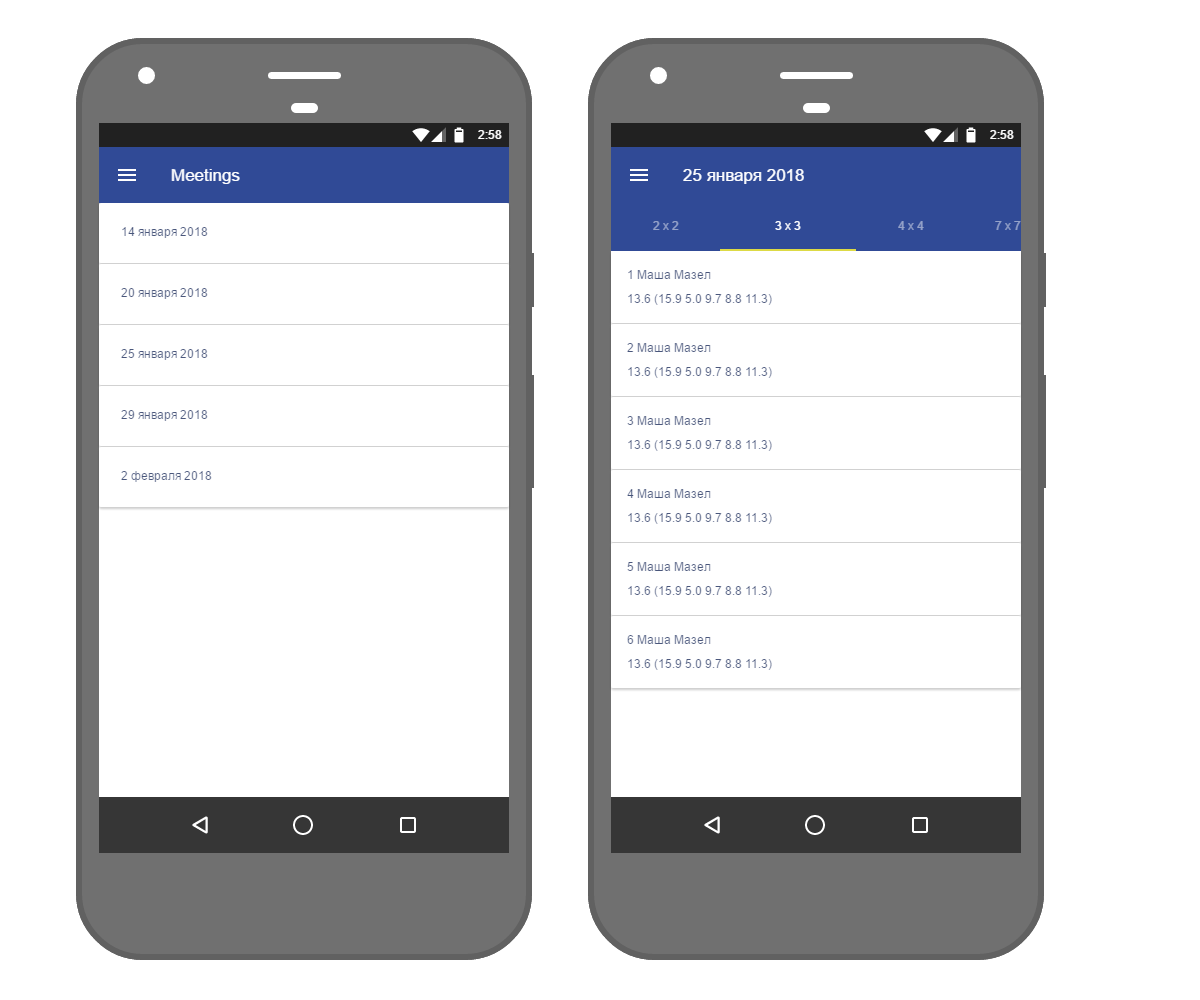 2:58
Meetings
14 января 2018
20 января 2018
25 января 2018
29 января 2018
2 февраля 2018
2:58
25 января 2018
2 x 2 3 x 3 4 x 4 7 x 7
1 Маша Мазел
13.6 (15.9 5.0 9.7 8.8 11.3)
2 Маша Мазел
13.6 (15.9 5.0 9.7 8.8 11.3)
3 Маша Мазел
13.6 (15.9 5.0 9.7 8.8 11.3)
4 Маша Мазел
13.6 (15.9 5.0 9.7 8.8 11.3)
5 Маша Мазел
13.6 (15.9 5.0 9.7 8.8 11.3)
6 Маша Мазел
13.6 (15.9 5.0 9.7 8.8 11.3)